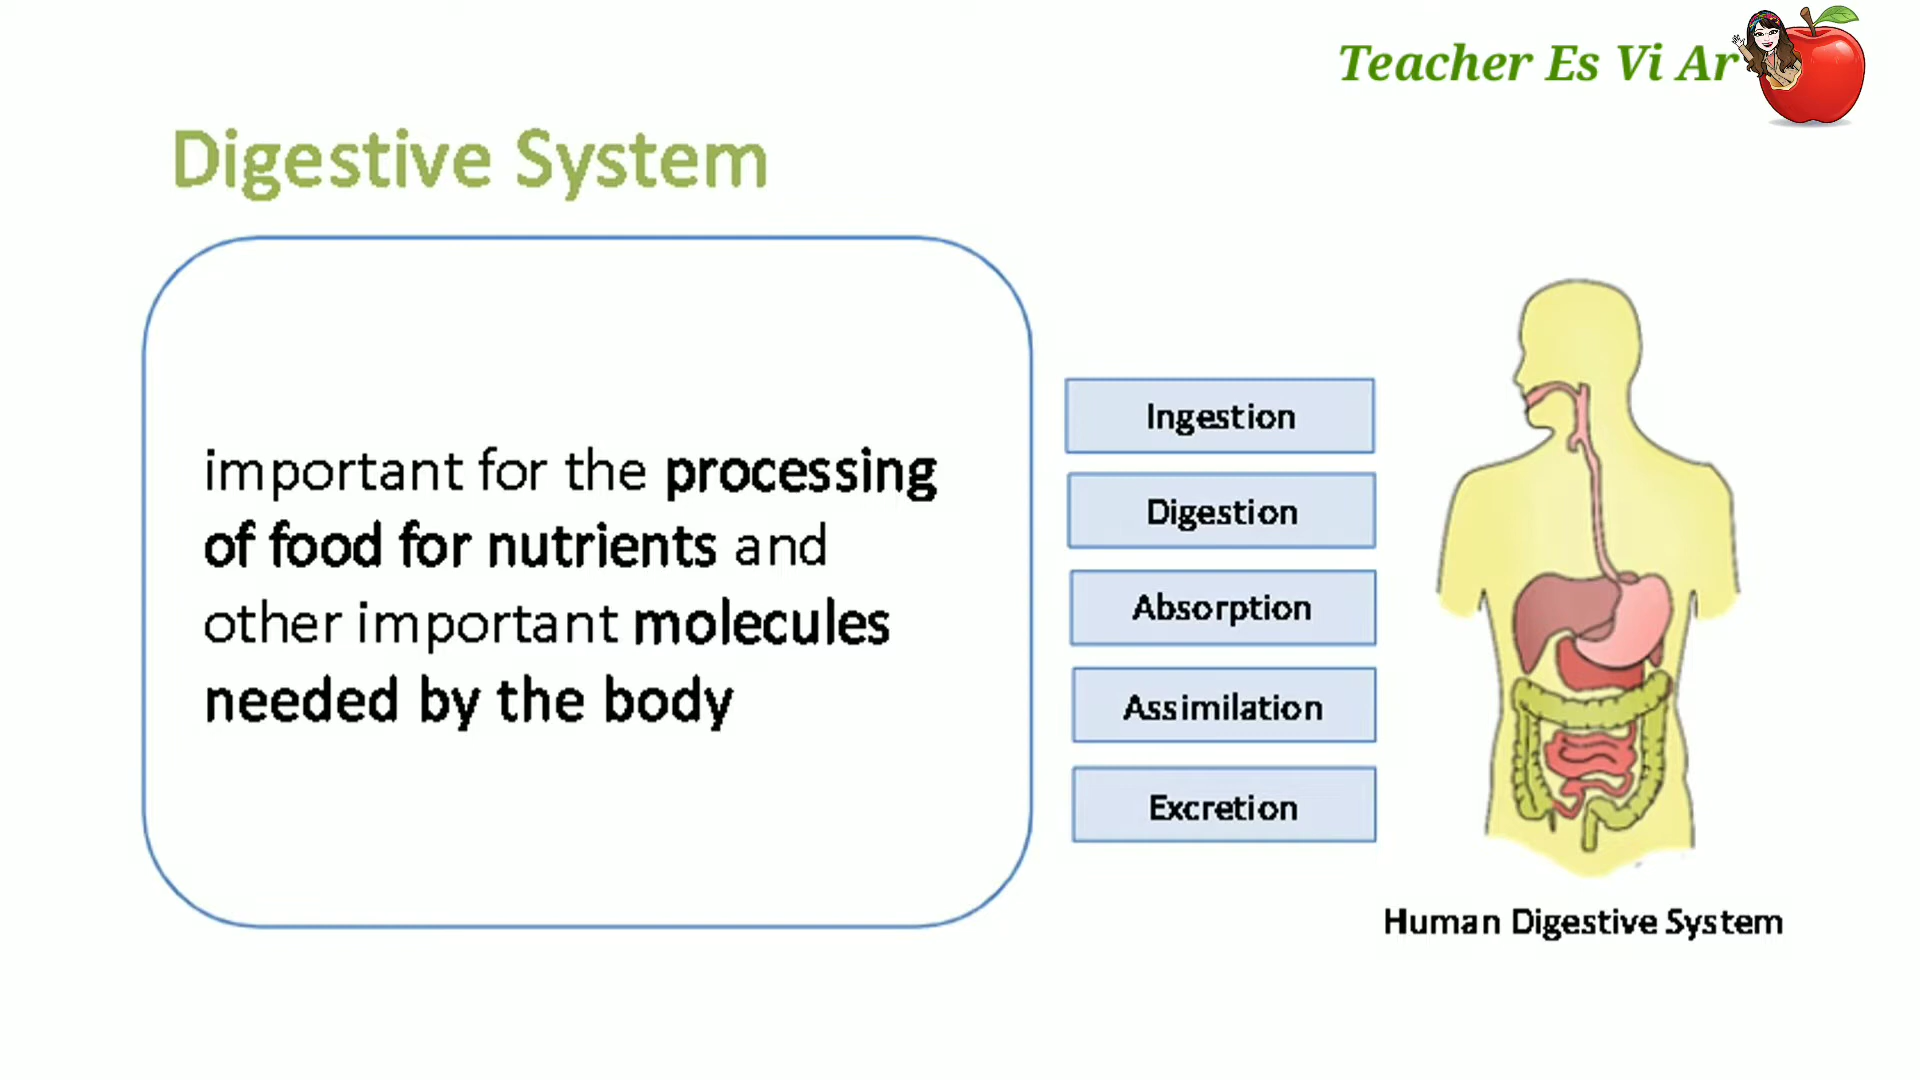 Teacher Es Vi Ar
Digestive System
important for the processing
of food for nutrients and
other important molecules
needed by the body
Ingestion
Digestion
Absorption
Assimilation
Excretion
Human Digestive System